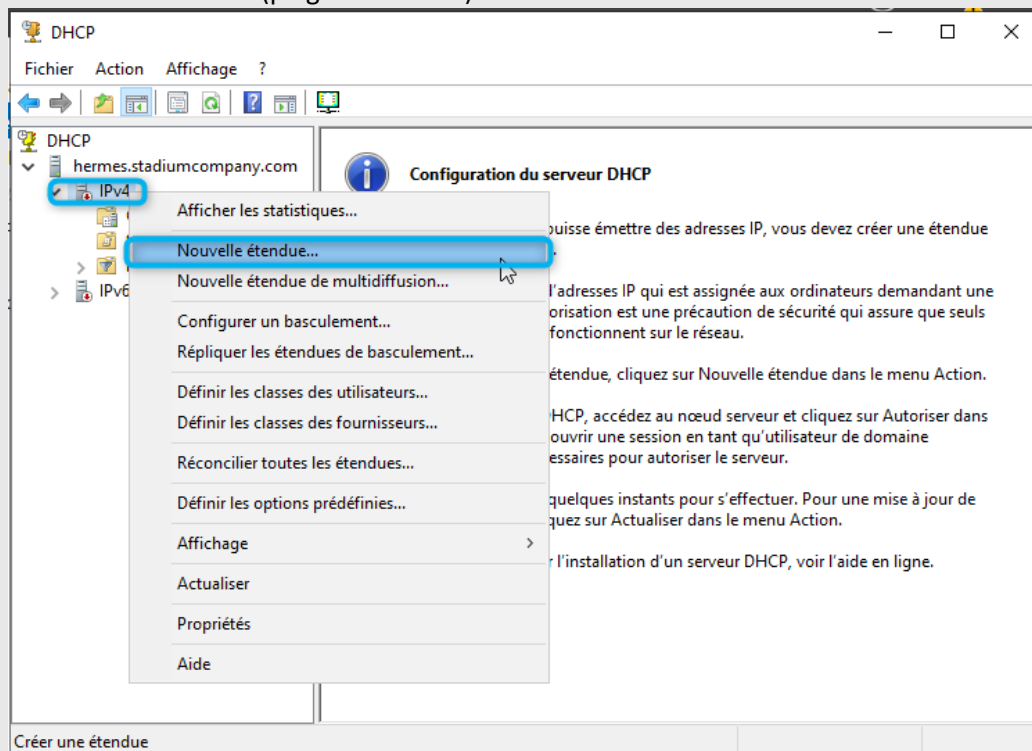 DHCP
Fichier Action Affichage ?
DHCP
hermes.stadiumcompany.com
IPv4
IPv6
Configuration du serveur DHCP
puisse émettre des adresses IP, vous devez créer une étendue
d'adresses IP qui est assignée aux ordinateurs demandant une
orisation est une précaution de sécurité qui assure que seuls
fonctionnent sur le réseau.
étendue, cliquez sur Nouvelle étendue dans le menu Action.
HCP, accédez au nœud serveur et cliquez sur Autoriser dans
ouvrir une session en tant qu'utilisateur de domaine
essaires pour autoriser le serveur.
quelques instants pour s'effectuer. Pour une mise à jour de
quez sur Actualiser dans le menu Action.
r l'installation d'un serveur DHCP, voir l'aide en ligne.
Afficher les statistiques...
Nouvelle étendue...
Nouvelle étendue de multidiffusion...
Configurer un basculement...
Répliquer les étendues de basculement...
Définir les classes des utilisateurs...
Définir les classes des fournisseurs...
Réconcilier toutes les étendues...
Définir les options prédéfinies...
Affichage
Actualiser
Propriétés
Aide
Créer une étendue